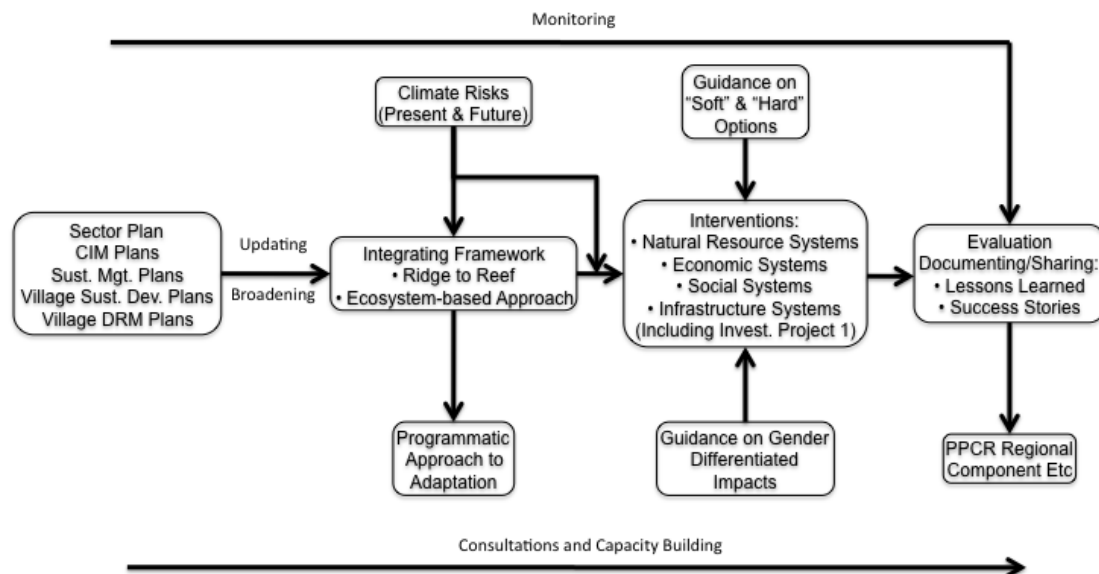 Monitoring
Climate Risks
(Present & Future)
Guidance on
“Soft” & “Hard”
Options
Sector Plan
CIM Plans
Sust. Mgt. Plans
Village Sust. Dev. Plans
Village DRM Plans
Updating
Broadening
Integrating Framework
• Ridge to Reef
• Ecosystem-based Approach
Interventions:
• Natural Resource Systems
• Economic Systems
• Social Systems
• Infrastructure Systems
(Including Invest. Project 1)
Evaluation
Documenting/Sharing:
• Lessons Learned
• Success Stories
Programmatic
Approach to
Adaptation
Guidance on Gender
Differentiated
Impacts
PPCR Regional
Component Etc
Consultations and Capacity Building